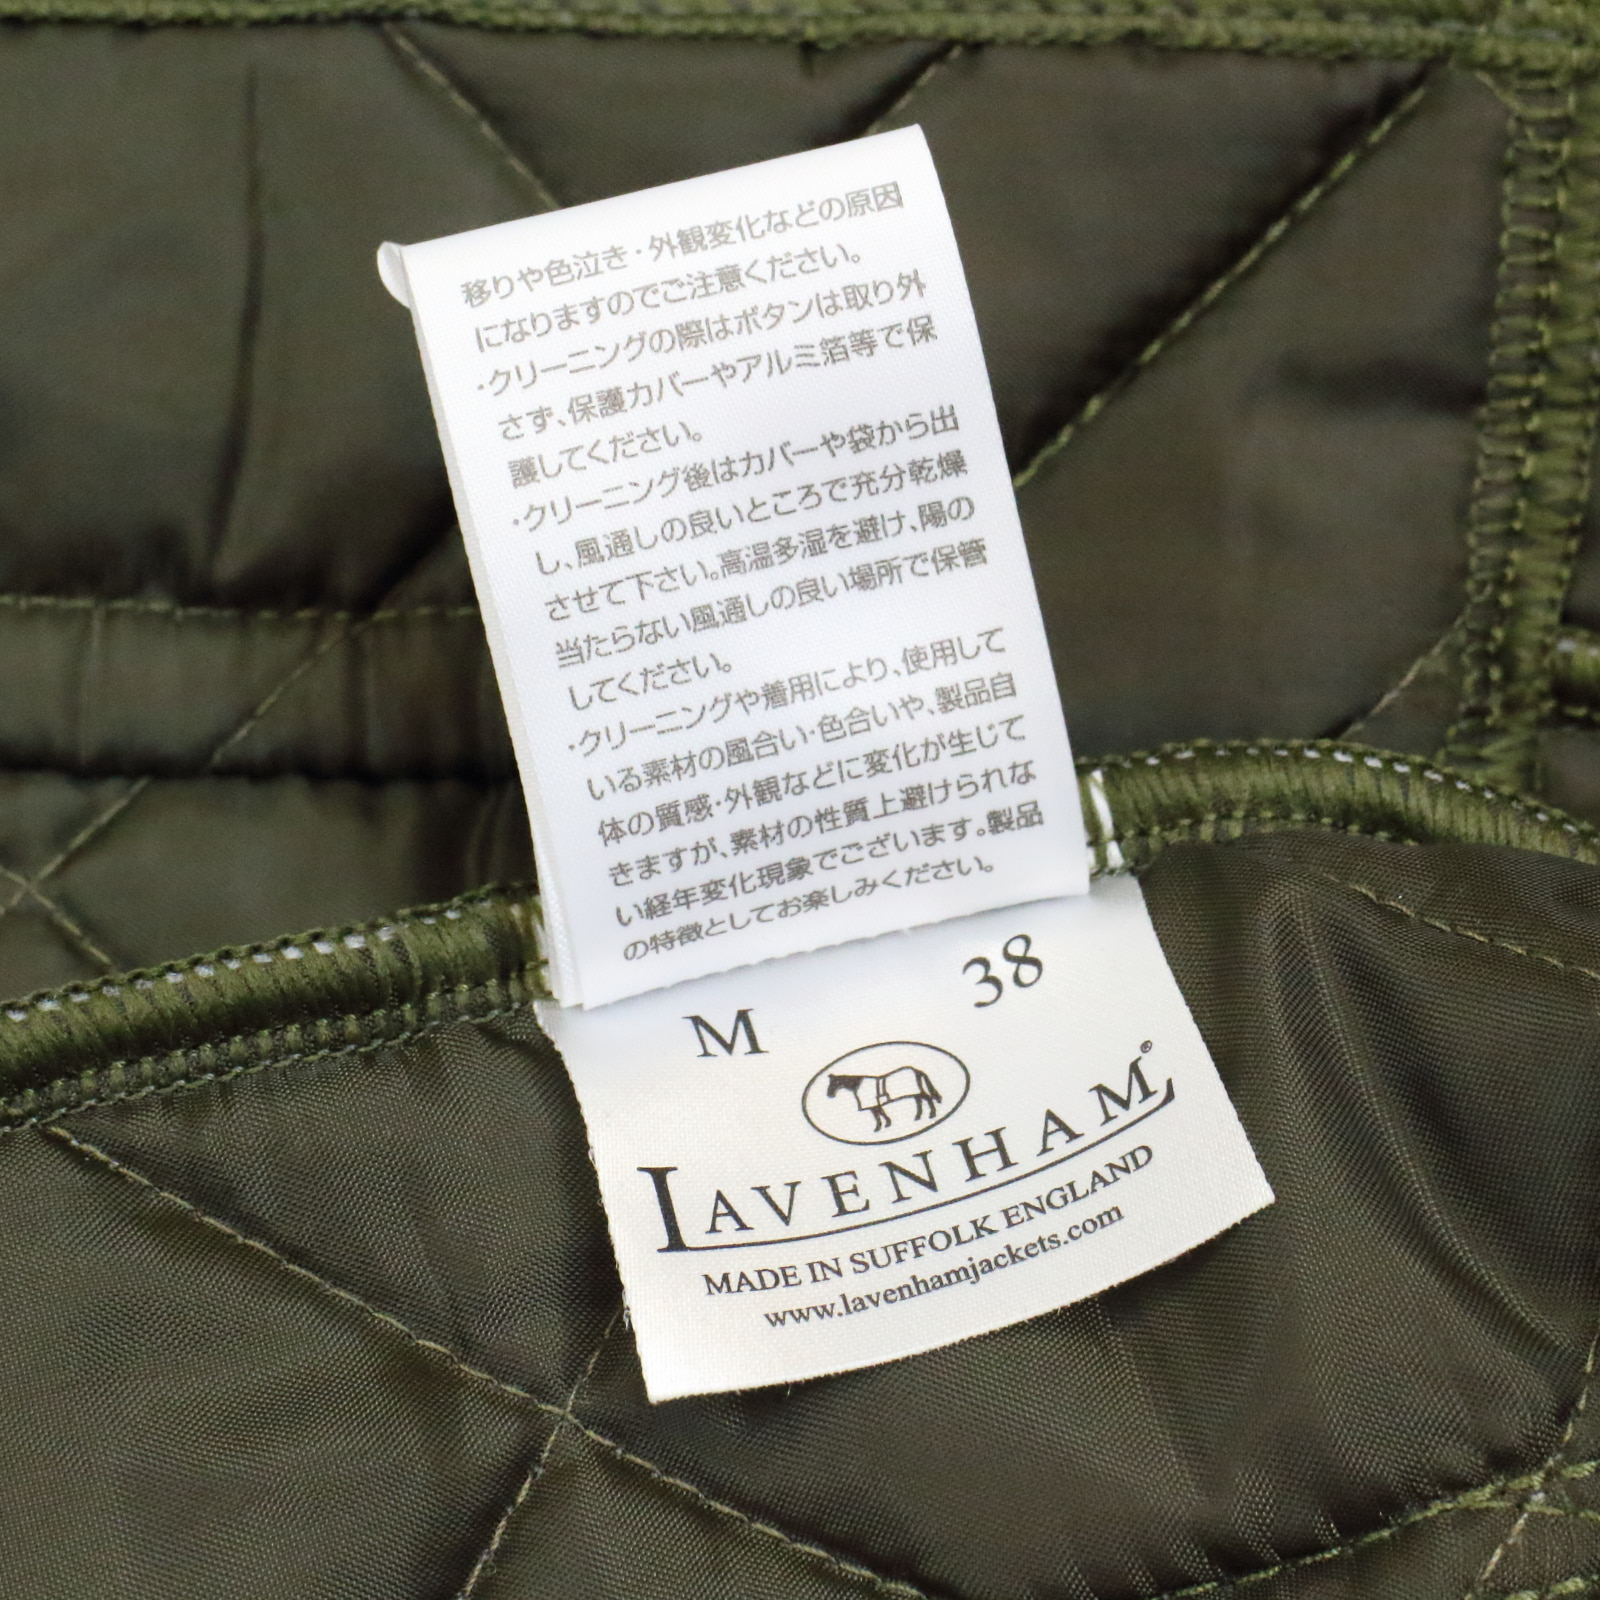 移りや色泣き・外観変化などの原因
になりますのでご注意ください。
・クリーニングの際はボタンは取り外
さず、保護カバーやアルミ箔等で保
護してください。
・クリーニング後はカバーや袋から出
し、風通しの良いところで充分乾燥
させて下さい。高温多湿を避け、陽の
当たらない風通しの良い場所で保管
してください。
・クリーニングや着用により、使用して
いる素材の風合い・色合いや、製品自
体の質感・外観などに変化が生じて
きますが、素材の性質上避けられな
い経年変化現象でございます。製品
の特徴としてお楽しみください。
M 38
LAVENHAM®
MADE IN SUFFOLK ENGLAND
www.lavenhamjackets.com